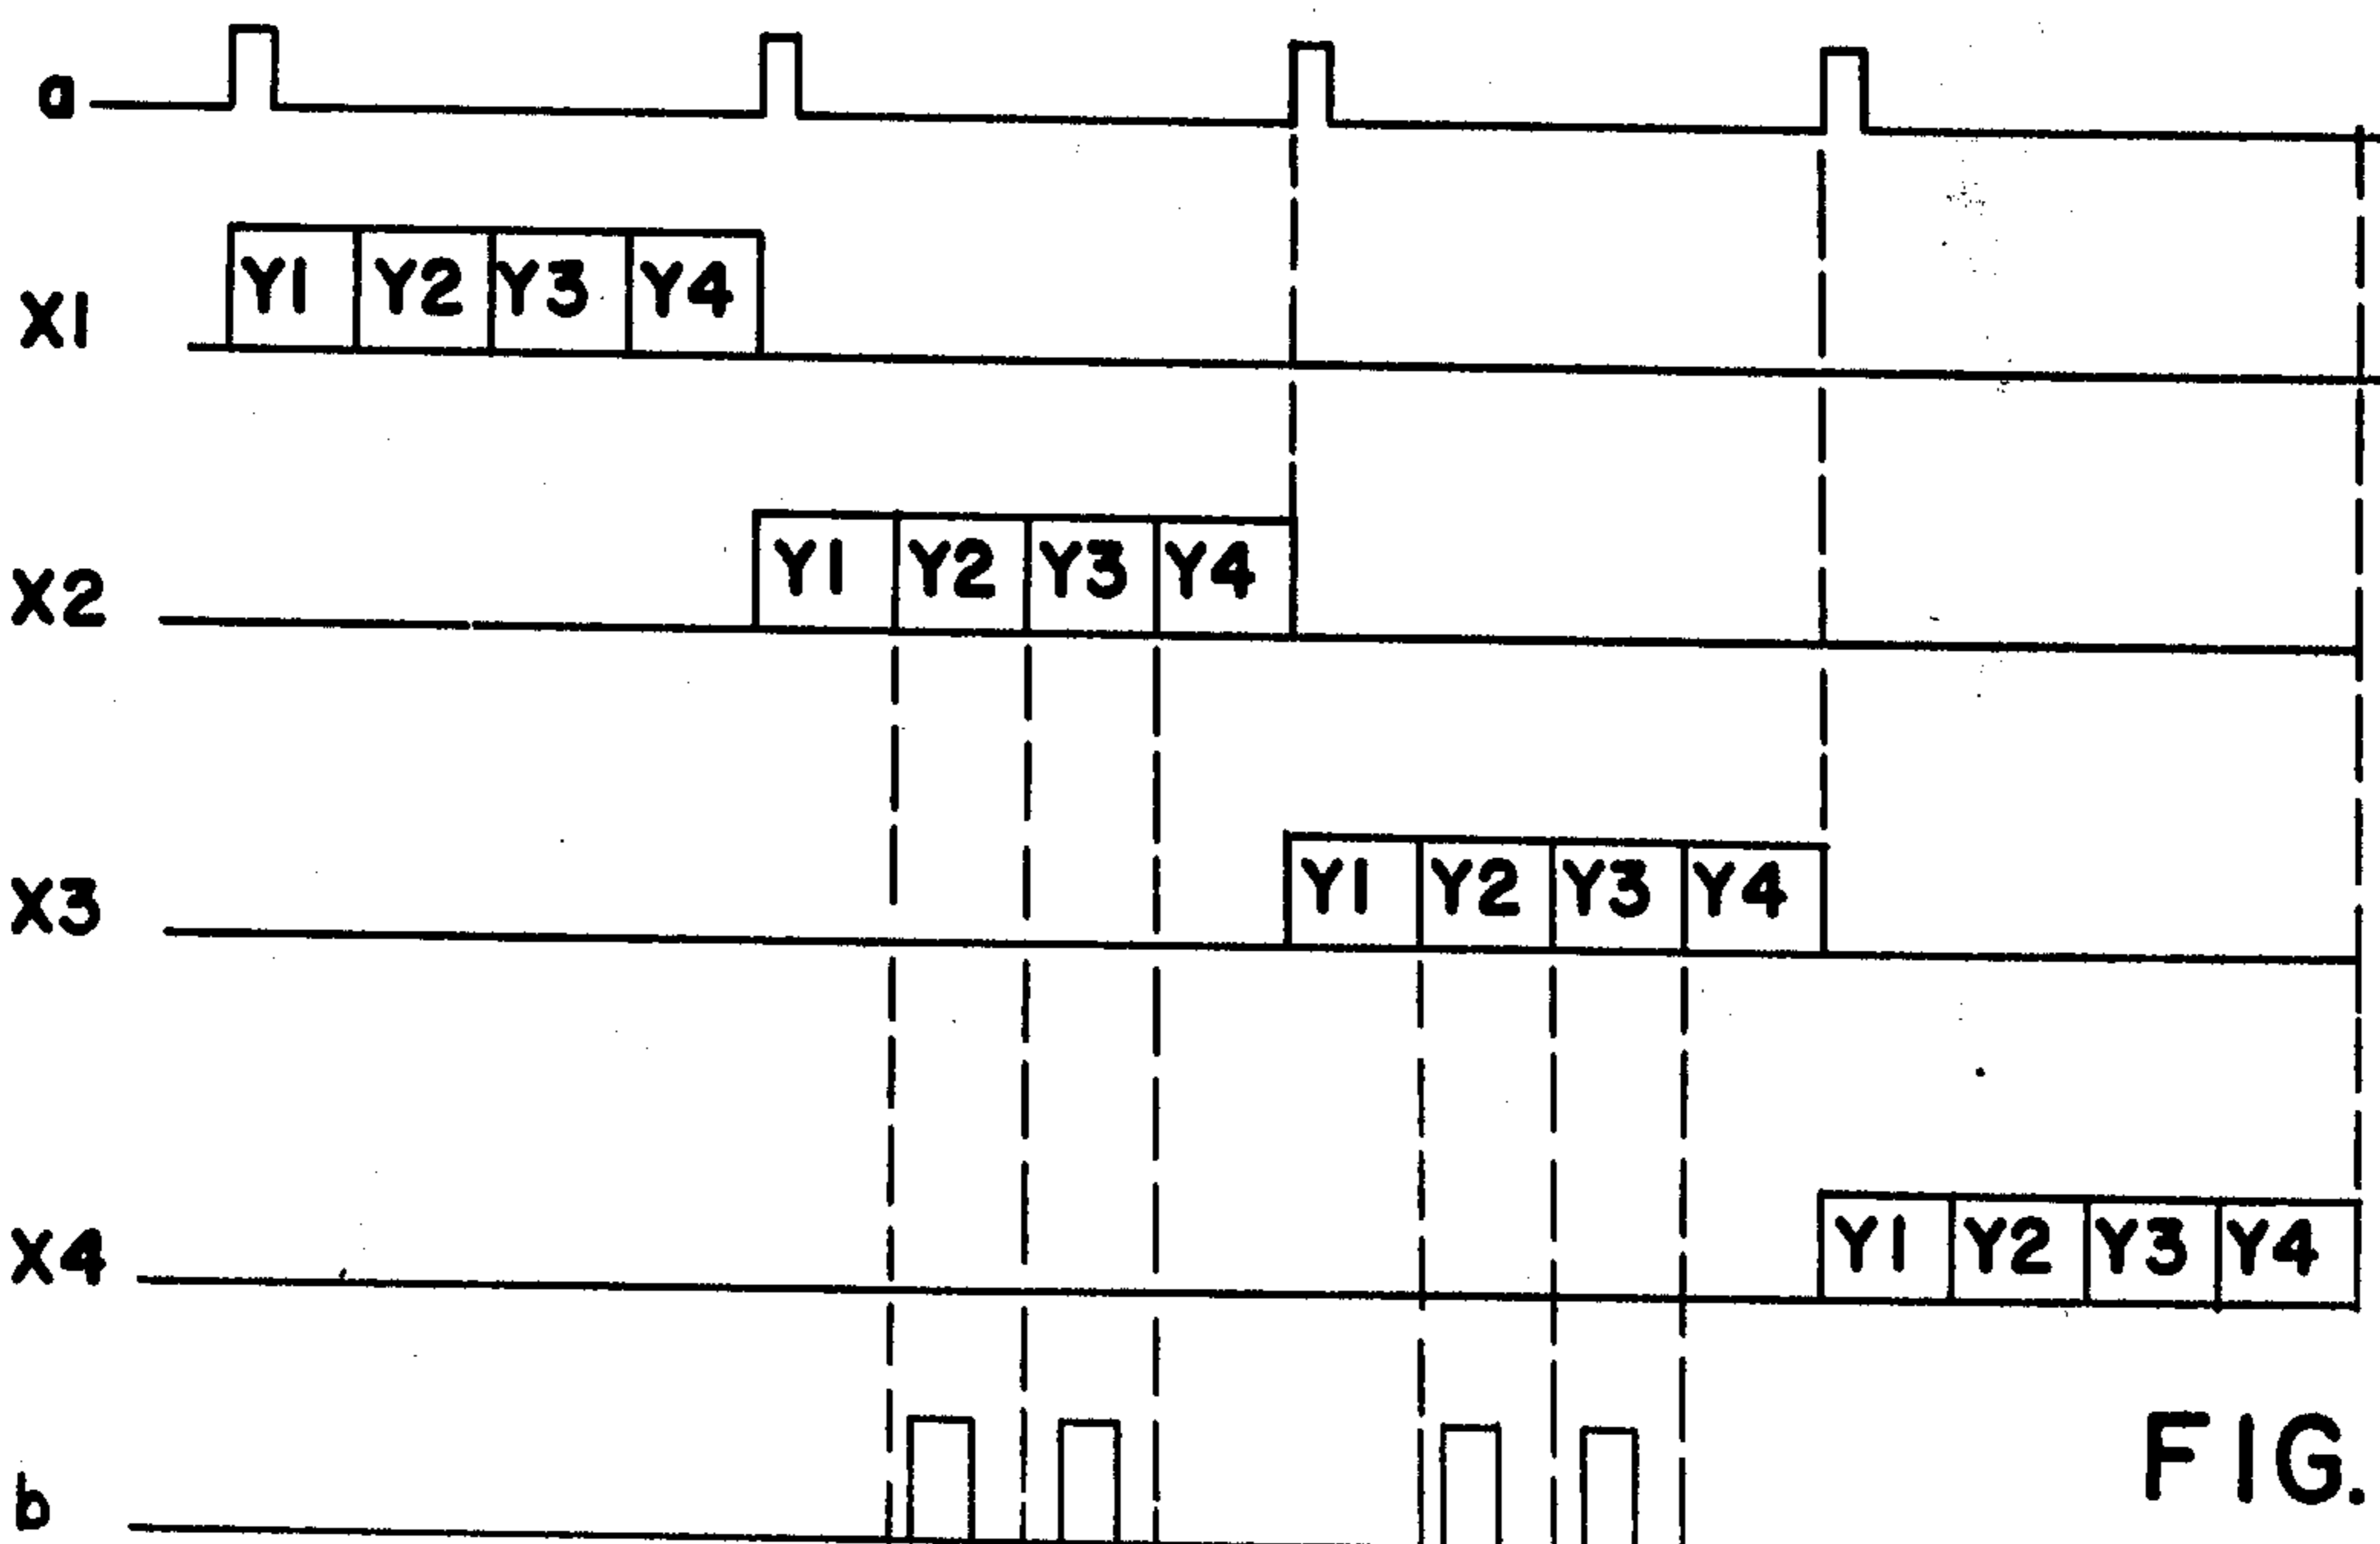 a
X1 Y1 Y2 Y3 Y4
X2 Y1 Y2 Y3 Y4
X3 Y1 Y2 Y3 Y4
X4 Y1 Y2 Y3 Y4
b
FIG.